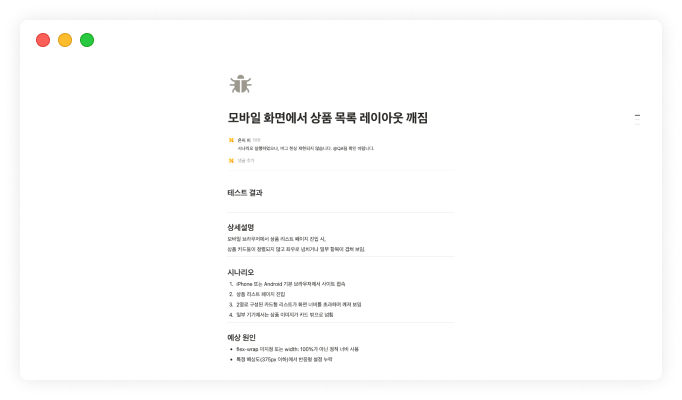 모바일 화면에서 상품 목록 레이아웃 깨짐
시나리오 실행하였으나, 버그 현상 재현되지 않습니다. @QA팀 확인 바랍니다.
댓글 추가
테스트 결과
상세설명
모바일 브라우저에서 상품 리스트 페이지 진입 시,
상품 카드들이 정렬되지 않고 좌우로 넘치거나 일부 항목이 겹쳐 보임.
시나리오
1. iPhone 또는 Android 기본 브라우저에서 사이트 접속
2. 상품 리스트 페이지 진입
3. 2열로 구성된 카드형 리스트가 화면 너비를 초과하여 깨져 보임
4. 일부 기기에서는 상품 이미지가 카드 밖으로 넘침
예상 원인
• flex-wrap 미지정 또는 width: 100%가 아닌 정적 너비 사용
• 특정 해상도(375px 이하)에서 반응형 설정 누락